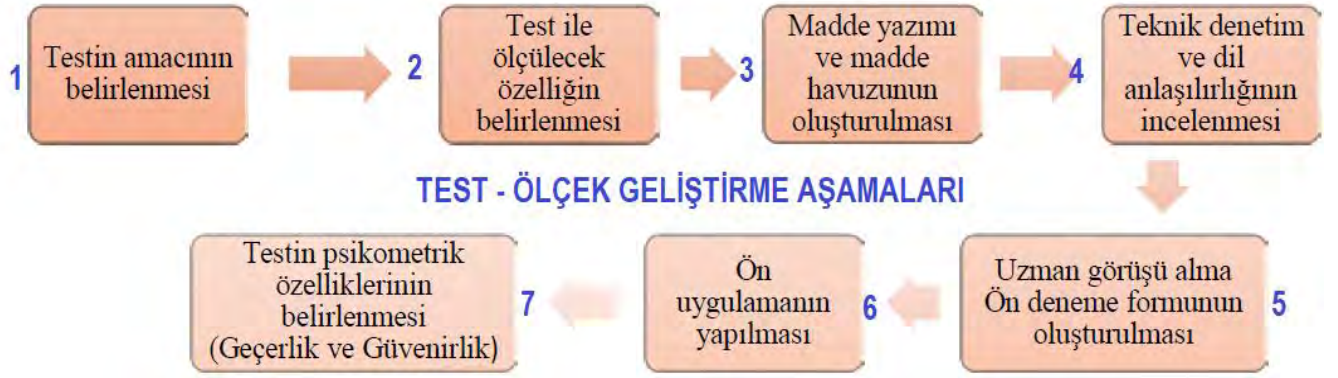 1
Testin amacının
belirlenmesi
2
Test ile
ölçülecek
özelliğin
belirlenmesi
3
Madde yazımı
ve madde
havuzunun
oluşturulması
4
Teknik denetim
ve dil
anlaşılırlığının
incelenmesi
TEST - ÖLÇEK GELİŞTİRME AŞAMALARI
Uzman görüşü alma
Ön deneme formunun
oluşturulması
5
Ön
uygulamanın
yapılması
6
Testin psikometrik
özelliklerinin
belirlenmesi
(Geçerlik ve Güvenirlik)
7